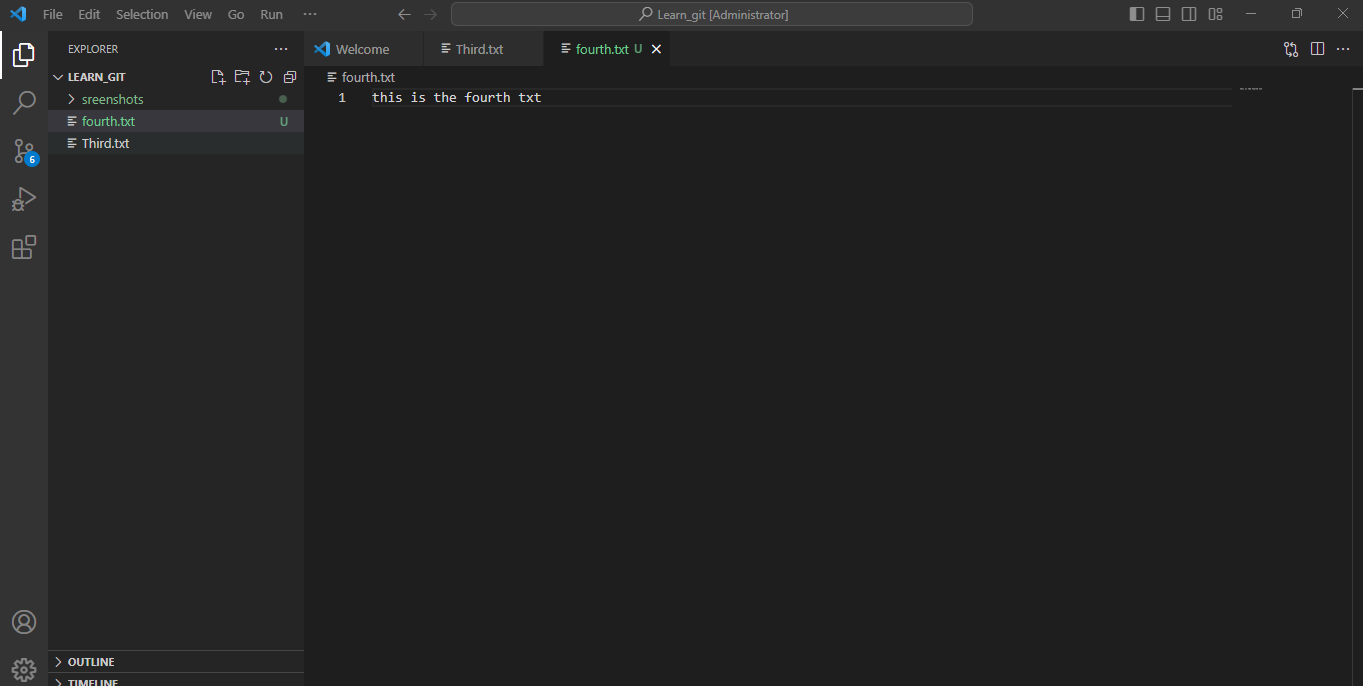 File Edit Selection View Go Run ···
Learn_git [Administrator]
EXPLORER
LEARN_GIT
sreenshots
fourth.txt U
Third.txt
Welcome
Third.txt
fourth.txt U
fourth.txt
1 this is the fourth txt
6
OUTLINE
TIMELINE